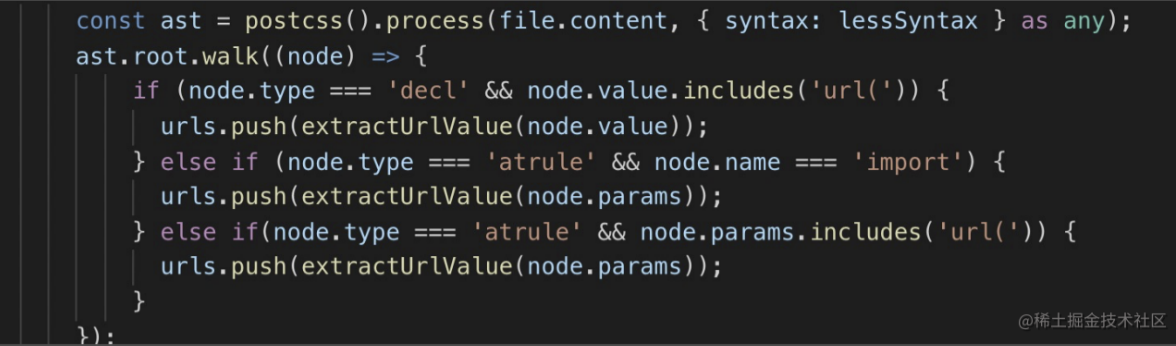 const ast = postcss().process(file.content, { syntax: lessSyntax } as any);
ast.root.walk((node) => {
if (node.type === 'decl' && node.value.includes('url(')) {
urls.push(extractUrlValue(node.value));
} else if (node.type === 'atrule' && node.name === 'import') {
urls.push(extractUrlValue(node.params));
} else if(node.type === 'atrule' && node.params.includes('url(')) {
urls.push(extractUrlValue(node.params));
}
});
@稀土掘金技术社区